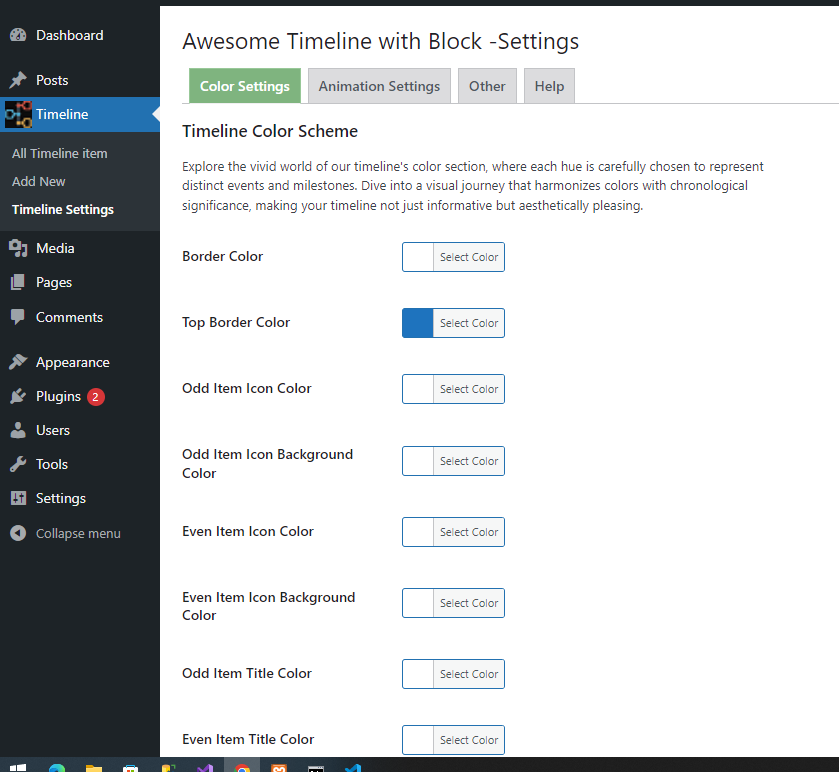 Dashboard
Posts
Timeline
All Timeline item
Add New
Timeline Settings
Media
Pages
Comments
Appearance
Plugins 2
Users
Tools
Settings
Collapse menu
Awesome Timeline with Block -Settings
Color Settings Animation Settings Other Help
Timeline Color Scheme
Explore the vivid world of our timeline's color section, where each hue is carefully chosen to represent
distinct events and milestones. Dive into a visual journey that harmonizes colors with chronological
significance, making your timeline not just informative but aesthetically pleasing.
Border Color Select Color
Top Border Color Select Color
Odd Item Icon Color Select Color
Odd Item Icon Background
Color Select Color
Even Item Icon Color Select Color
Even Item Icon Background
Color Select Color
Odd Item Title Color Select Color
Even Item Title Color Select Color